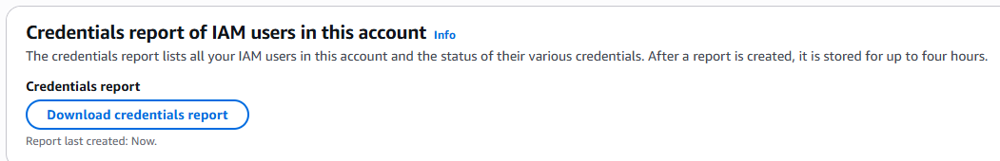 Credentials report of IAM users in this account Info
The credentials report lists all your IAM users in this account and the status of their various credentials. After a report is created, it is stored for up to four hours.
Credentials report
Download credentials report
Report last created: Now.